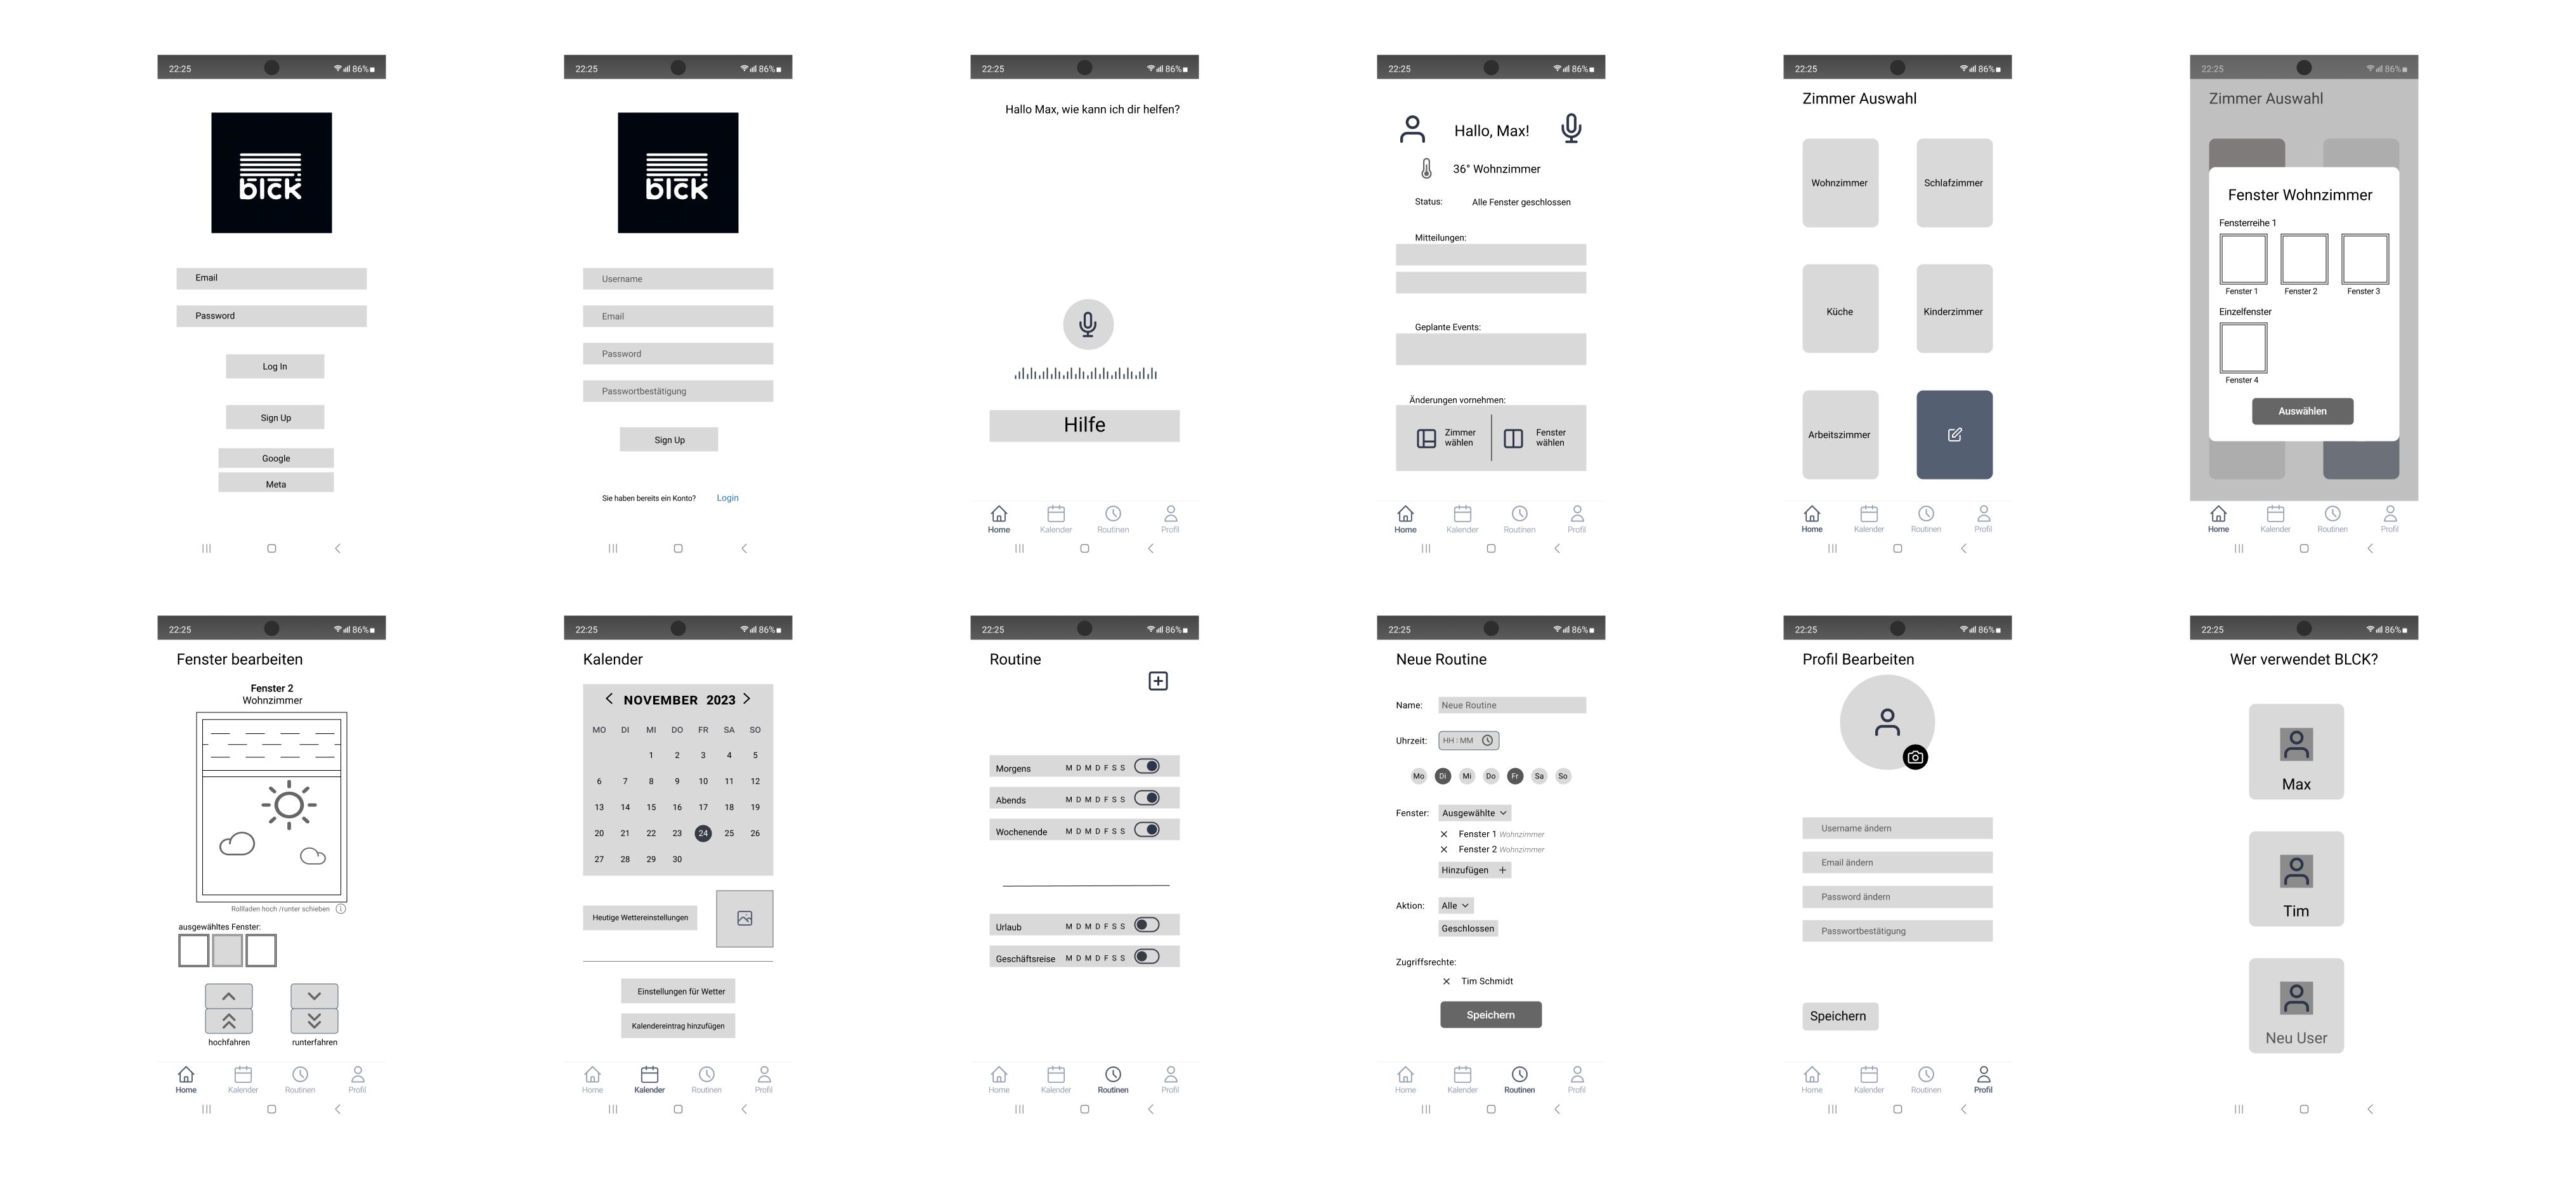 22:25
86%
blck
Email
Password
Log In
Sign Up
Google
Meta
22:25
86%
blck
Username
Email
Password
Passwortbestätigung
Sign Up
Sie haben bereits ein Konto? Login
22:25
86%
Hallo Max, wie kann ich dir helfen?
Hilfe
Home Kalender Routinen Profil
22:25
86%
Hallo, Max!
36° Wohnzimmer
Status: Alle Fenster geschlossen
Mitteilungen:
Geplante Events:
Änderungen vornehmen:
Zimmer wählen
Fenster wählen
Home Kalender Routinen Profil
22:25
86%
Zimmer Auswahl
Wohnzimmer Schlafzimmer
Küche Kinderzimmer
Arbeitszimmer
Home Kalender Routinen Profil
22:25
86%
Zimmer Auswahl
Fenster Wohnzimmer
Fensterreihe 1
Fenster 1 Fenster 2 Fenster 3
Einzelfenster
Fenster 4
Auswählen
Home Kalender Routinen Profil
22:25
86%
Fenster bearbeiten
Fenster 2
Wohnzimmer
Rollladen hoch /runter schieben
ausgewähltes Fenster:
hochfahren runterfahren
Home Kalender Routinen Profil
22:25
86%
Kalender
NOVEMBER 2023
MO DI MI DO FR SA SO
1 2 3 4 5
6 7 8 9 10 11 12
13 14 15 16 17 18 19
20 21 22 23 24 25 26
27 28 29 30
Heutige Wettereinstellungen
Einstellungen für Wetter
Kalendereintrag hinzufügen
Home Kalender Routinen Profil
22:25
86%
Routine
Morgens M D M D F S S
Abends M D M D F S S
Wochenende M D M D F S S
Urlaub M D M D F S S
Geschäftsreise M D M D F S S
Home Kalender Routinen Profil
22:25
86%
Neue Routine
Name: Neue Routine
Uhrzeit: HH : MM
Mo Di Mi Do Fr Sa So
Fenster: Ausgewählte
Fenster 1 Wohnzimmer
Fenster 2 Wohnzimmer
Hinzufügen +
Aktion: Alle
Geschlossen
Zugriffsrechte:
Tim Schmidt
Speichern
Home Kalender Routinen Profil
22:25
86%
Profil Bearbeiten
Username ändern
Email ändern
Password ändern
Passwortbestätigung
Speichern
Home Kalender Routinen Profil
22:25
86%
Wer verwendet BLCK?
Max
Tim
Neu User